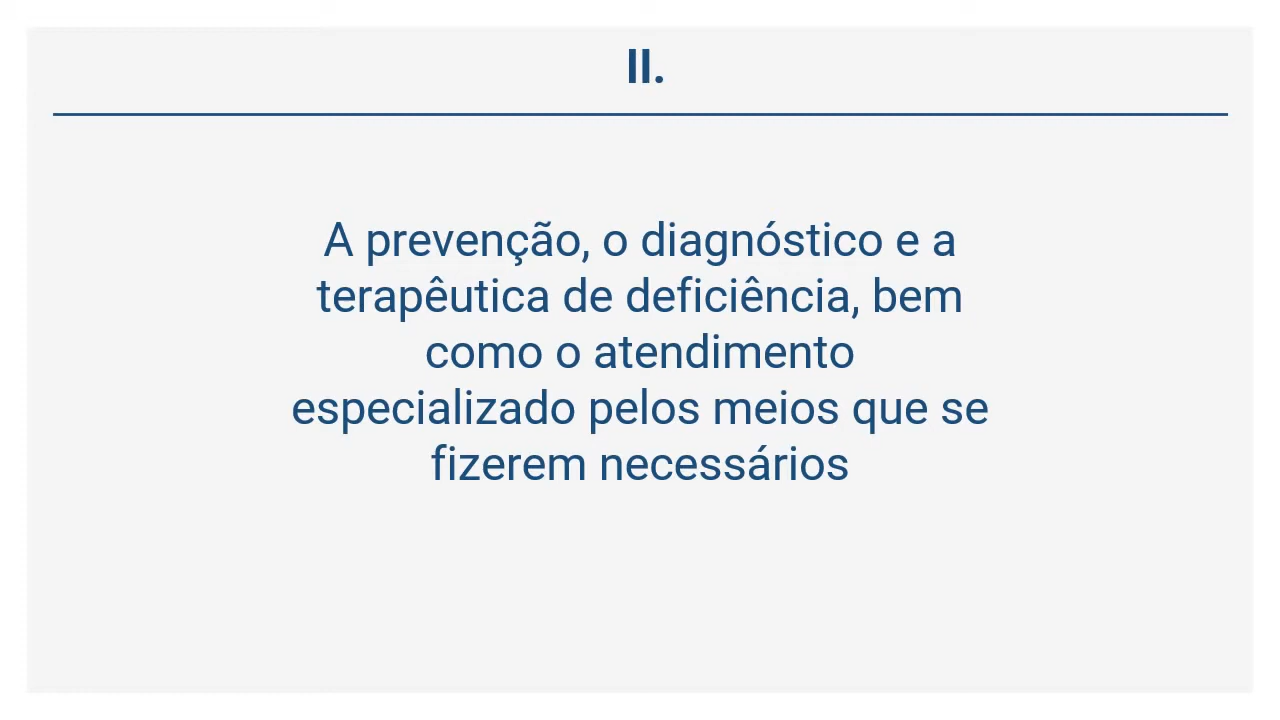 II.
A prevenção, o diagnóstico e a
terapêutica de deficiência, bem
como o atendimento
especializado pelos meios que se
fizerem necessários